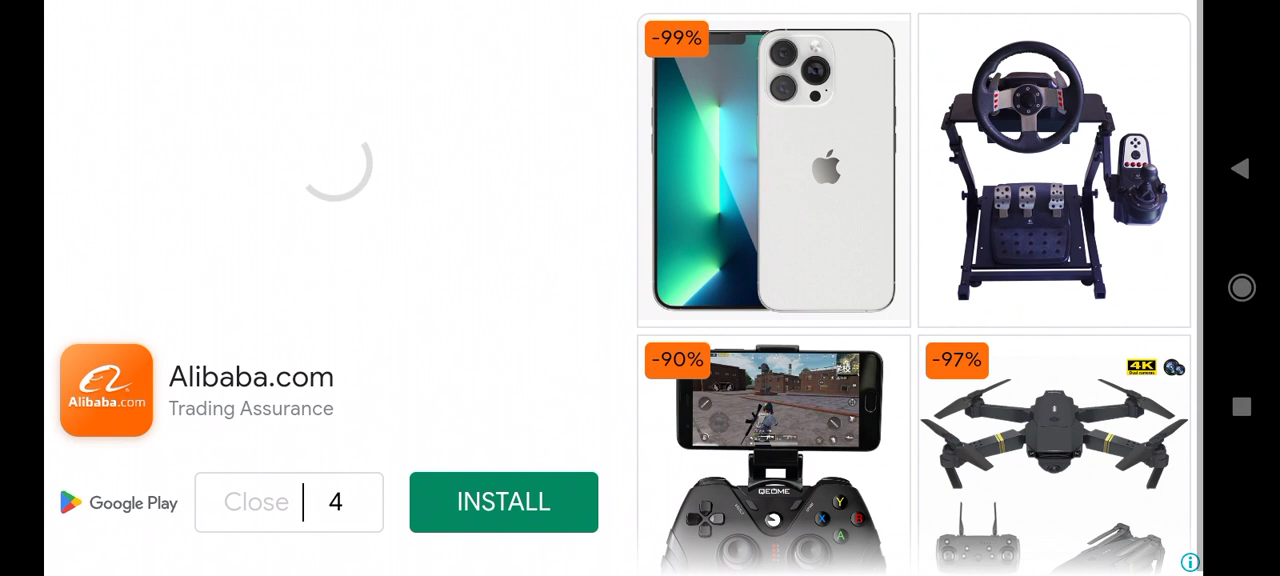 Alibaba.com
Alibaba.com
Trading Assurance
Google Play
Close
4
INSTALL
-99%
-90%
QEOME
Y
X
B
A
-97%
4K